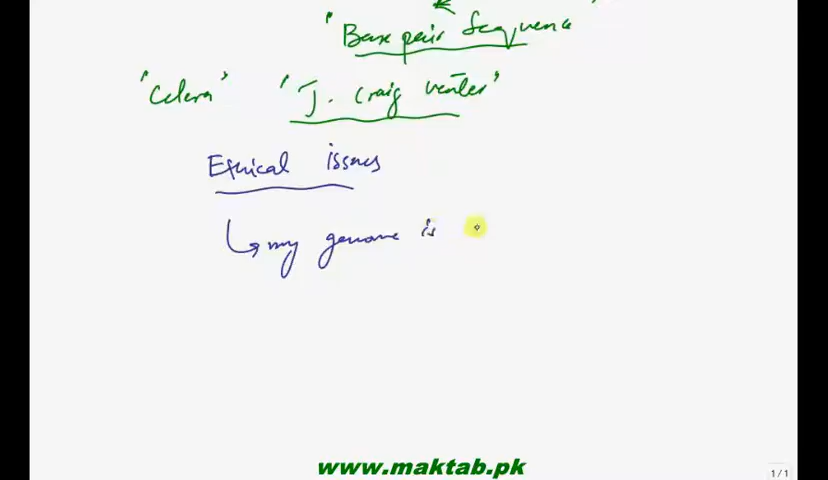 "Base pair Sequence
"Celera" "J. Craig Venter"
Ethical issues
↳ my genome is
www.maktab.pk
1/1